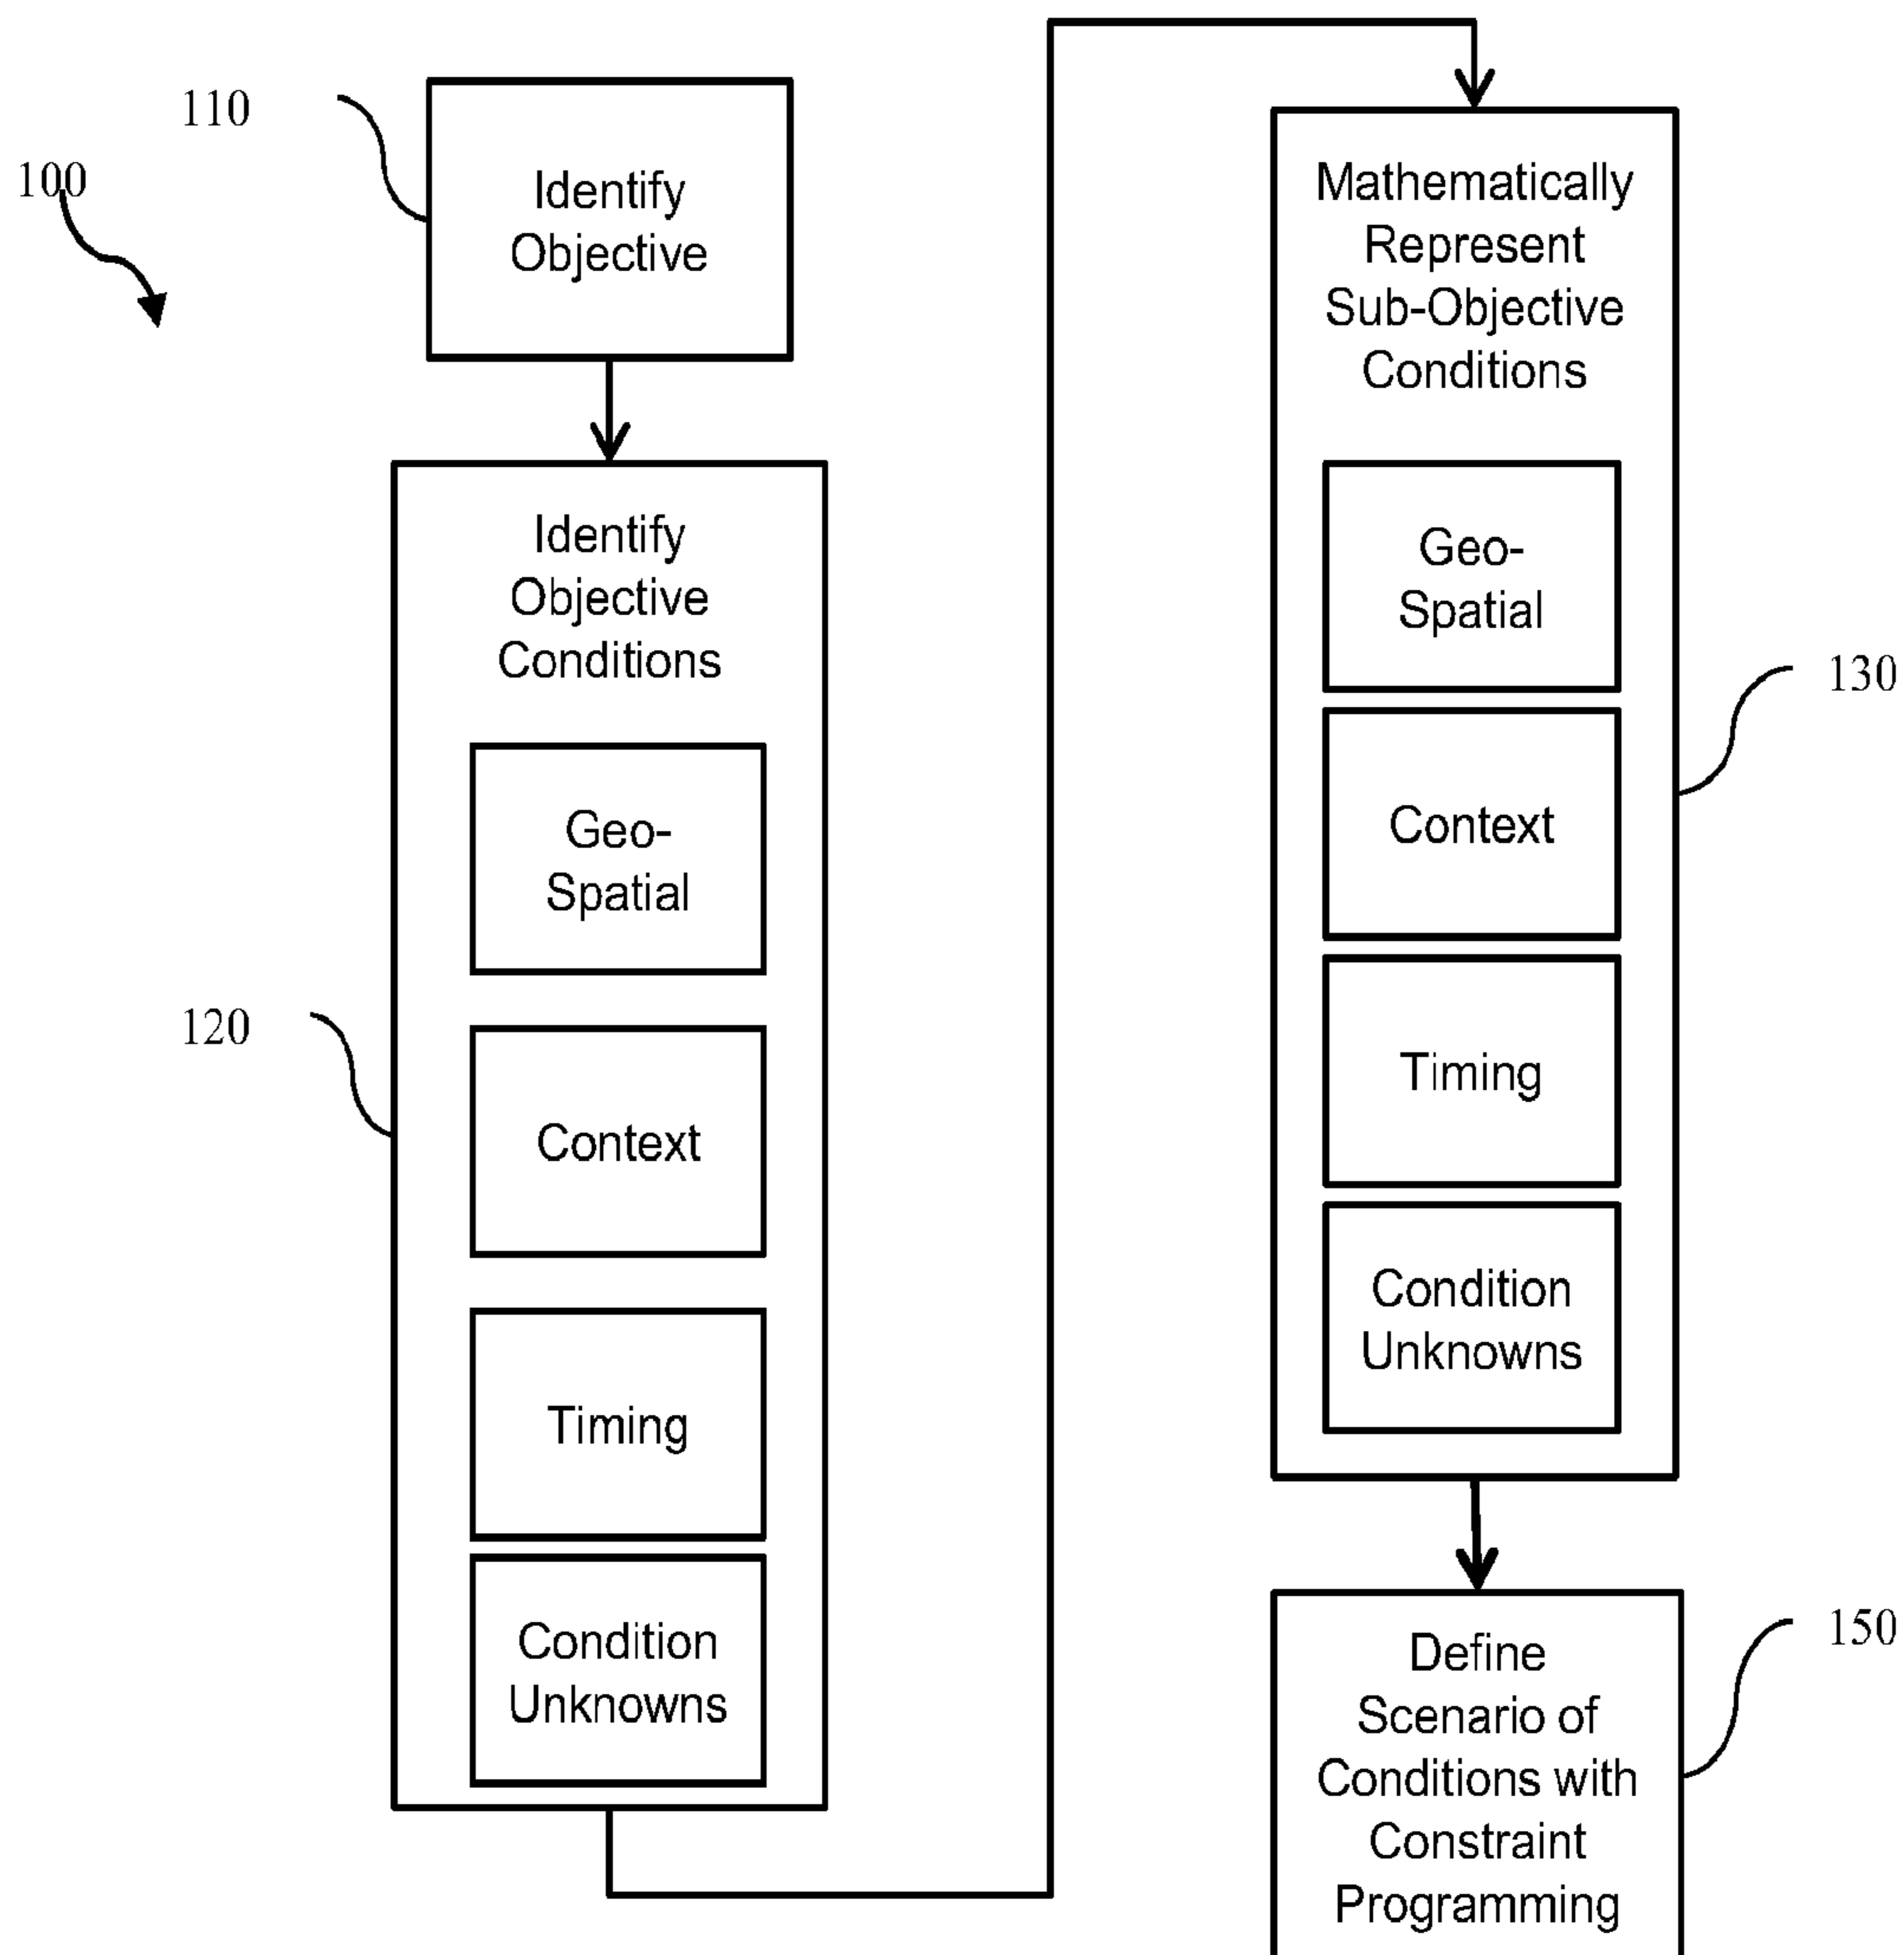 100
110
Identify
Objective
120
Identify
Objective
Conditions
Geo-
Spatial
Context
Timing
Condition
Unknowns
Mathematically
Represent
Sub-Objective
Conditions
Geo-
Spatial
Context
Timing
Condition
Unknowns
130
Define
Scenario of
Conditions with
Constraint
Programming
150